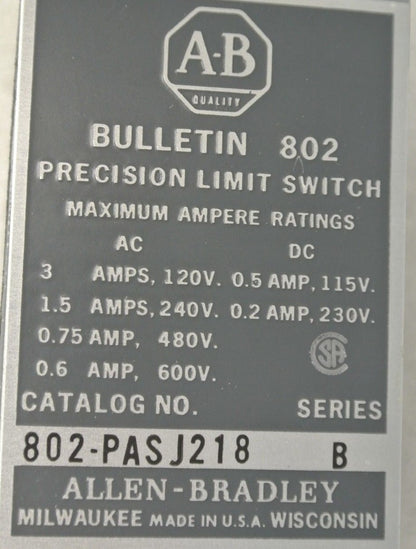 A-B
QUALITY
BULLETIN 802
PRECISION LIMIT SWITCH
MAXIMUM AMPERE RATINGS
AC DC
3 AMPS, 120V. 0.5 AMP, 115V.
1.5 AMPS, 240V. 0.2 AMP, 230V.
0.75 AMP, 480V.
0.6 AMP, 600V.
CSA
CATALOG NO. SERIES
802-PASJ218 B
ALLEN-BRADLEY
MILWAUKEE MADE IN U.S.A. WISCONSIN